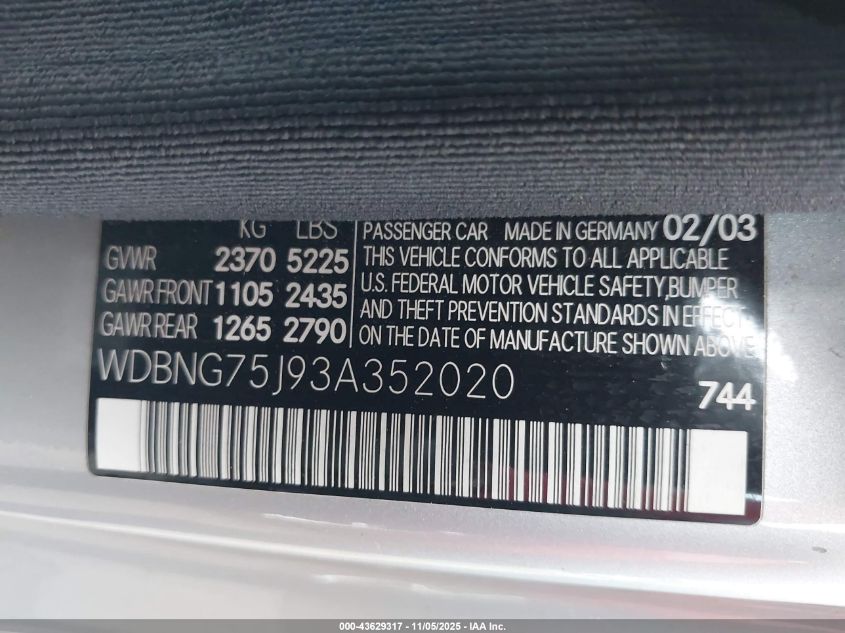 KG LBS
GVWR 2370 5225
GAWR FRONT 1105 2435
GAWR REAR 1265 2790
PASSENGER CAR MADE IN GERMANY 02/03
THIS VEHICLE CONFORMS TO ALL APPLICABLE
U.S. FEDERAL MOTOR VEHICLE SAFETY, BUMPER
AND THEFT PREVENTION STANDARDS IN EFFECT
ON THE DATE OF MANUFACTURE SHOWN ABOVE.
WDBNG75J93A352020
744
000-43629317 - 11/05/2025 - IAA Inc.